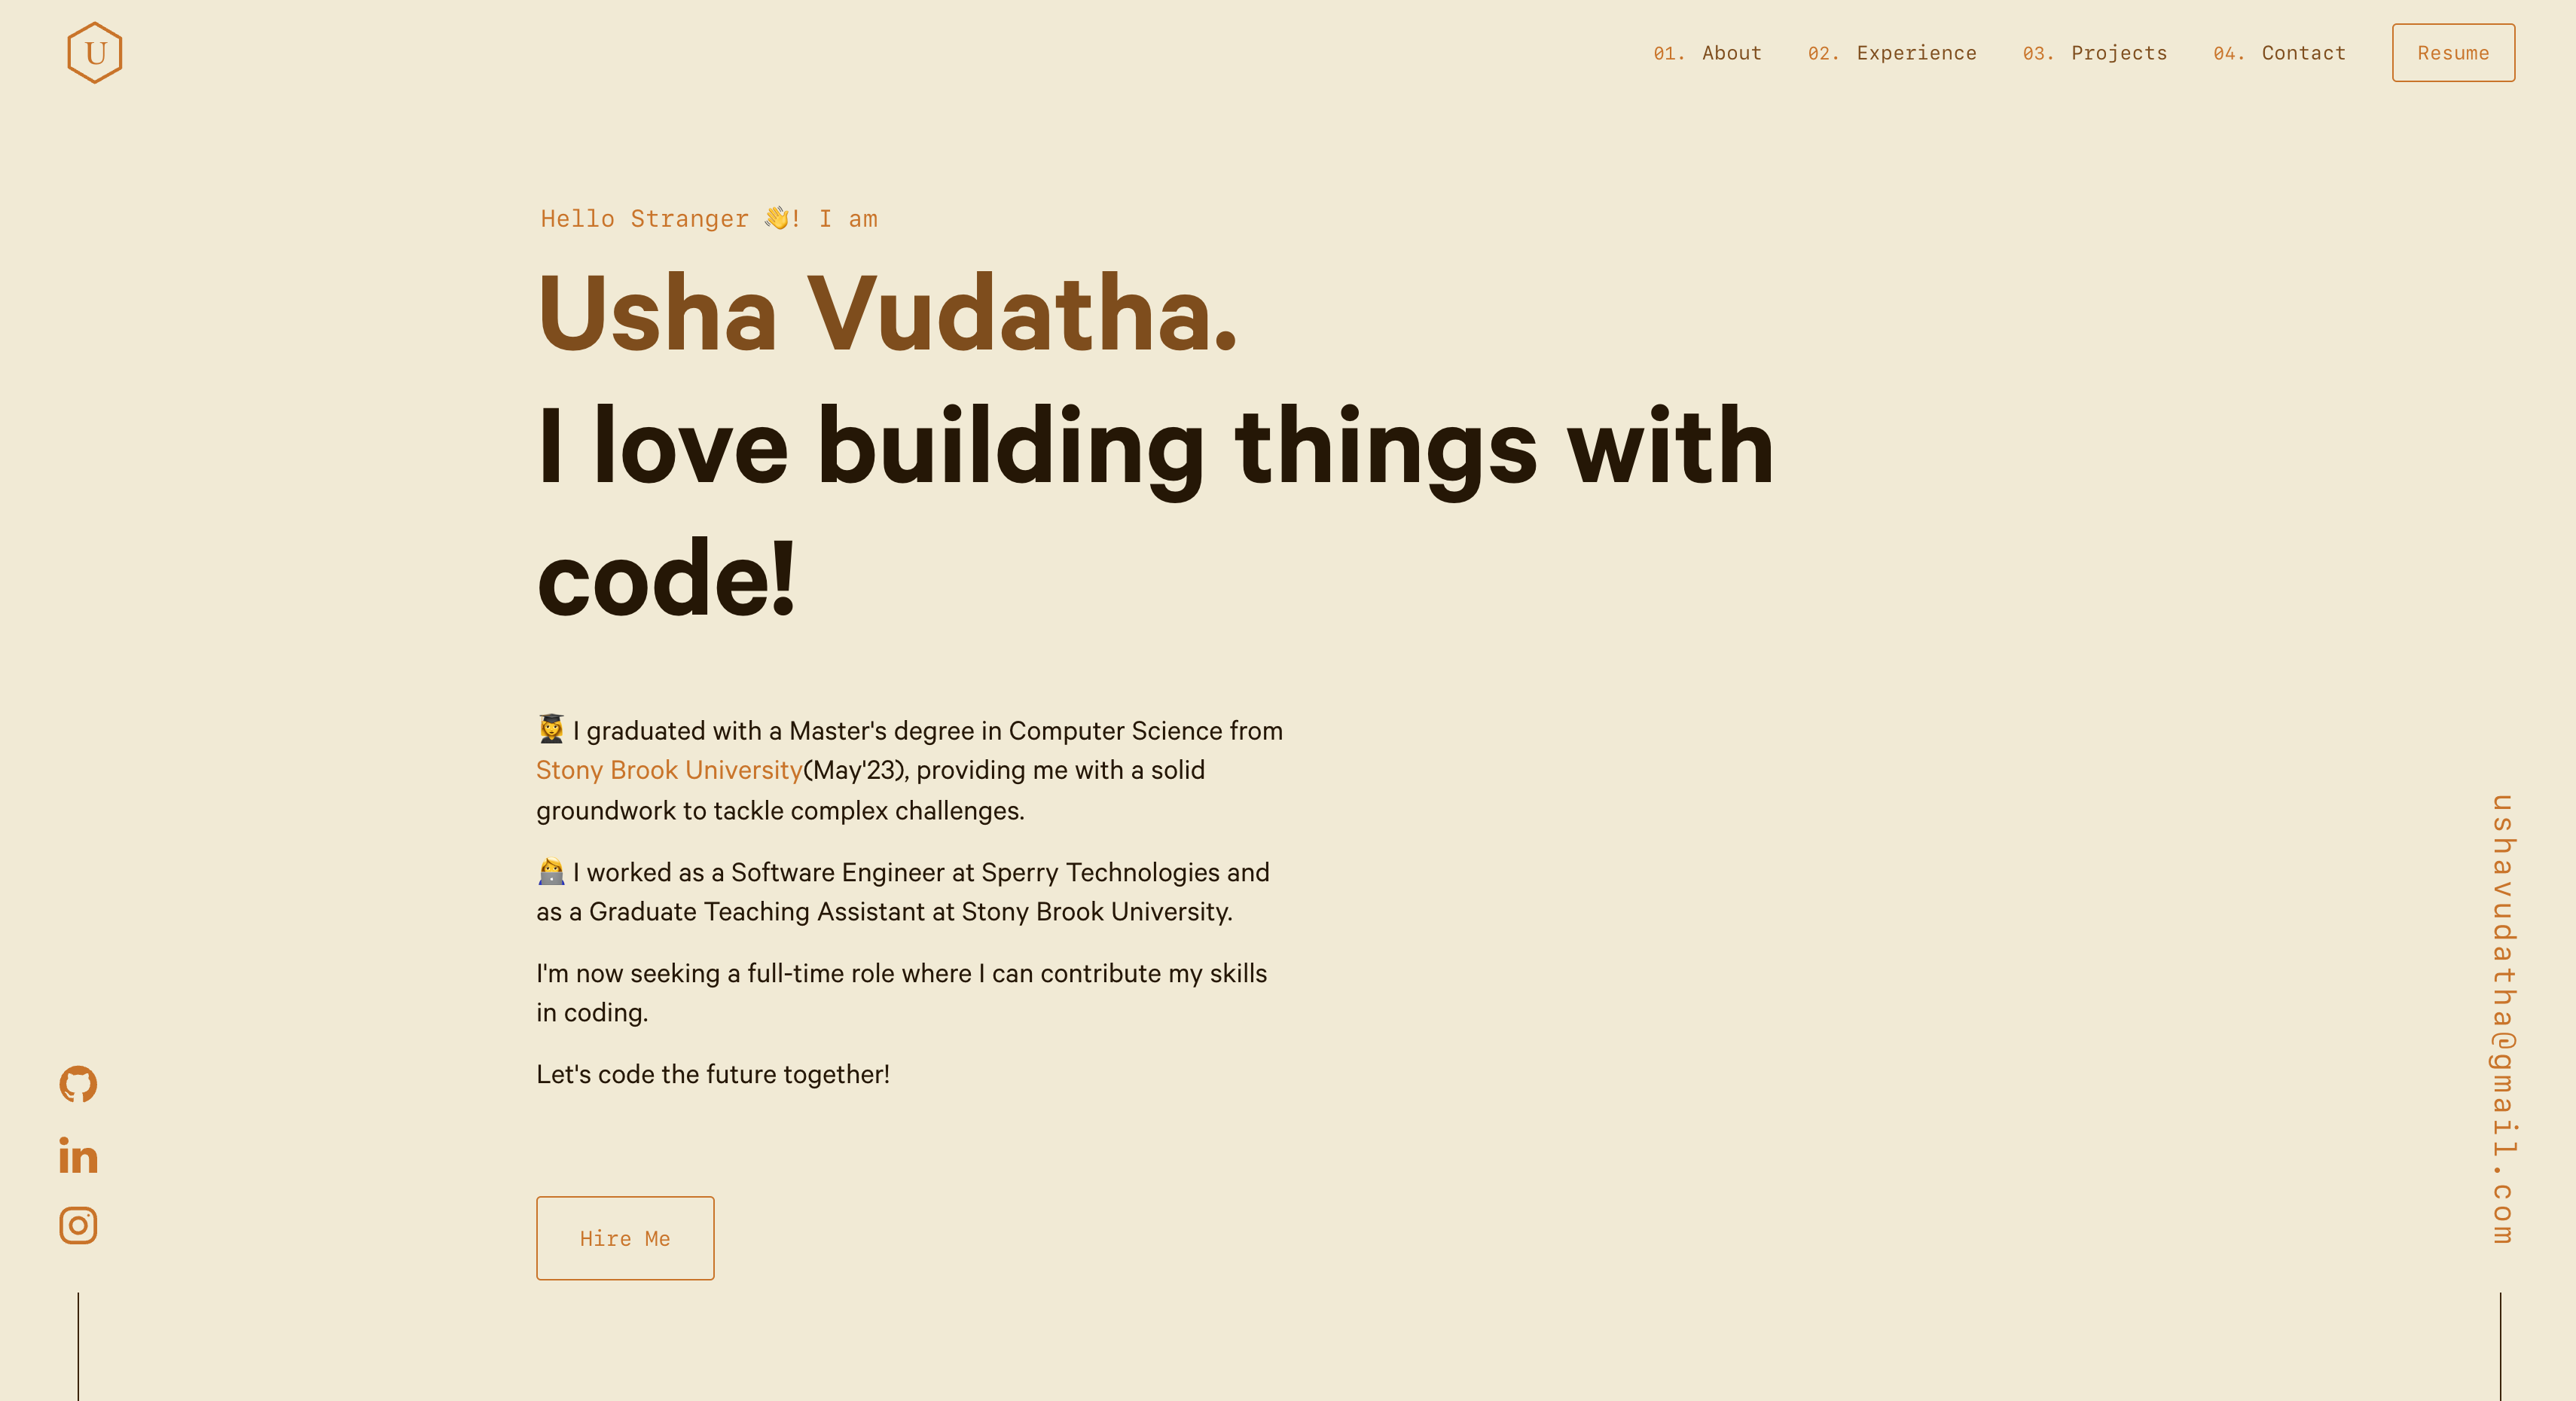 U
01. About 02. Experience 03. Projects 04. Contact Resume
Hello Stranger 👋! I am
Usha Vudatha.
I love building things with
code!
👩‍🎓 I graduated with a Master's degree in Computer Science from
Stony Brook University(May'23), providing me with a solid
groundwork to tackle complex challenges.
👩‍💻 I worked as a Software Engineer at Sperry Technologies and
as a Graduate Teaching Assistant at Stony Brook University.
I'm now seeking a full-time role where I can contribute my skills
in coding.
Let's code the future together!
in
Hire Me
ushavudatha@gmail.com